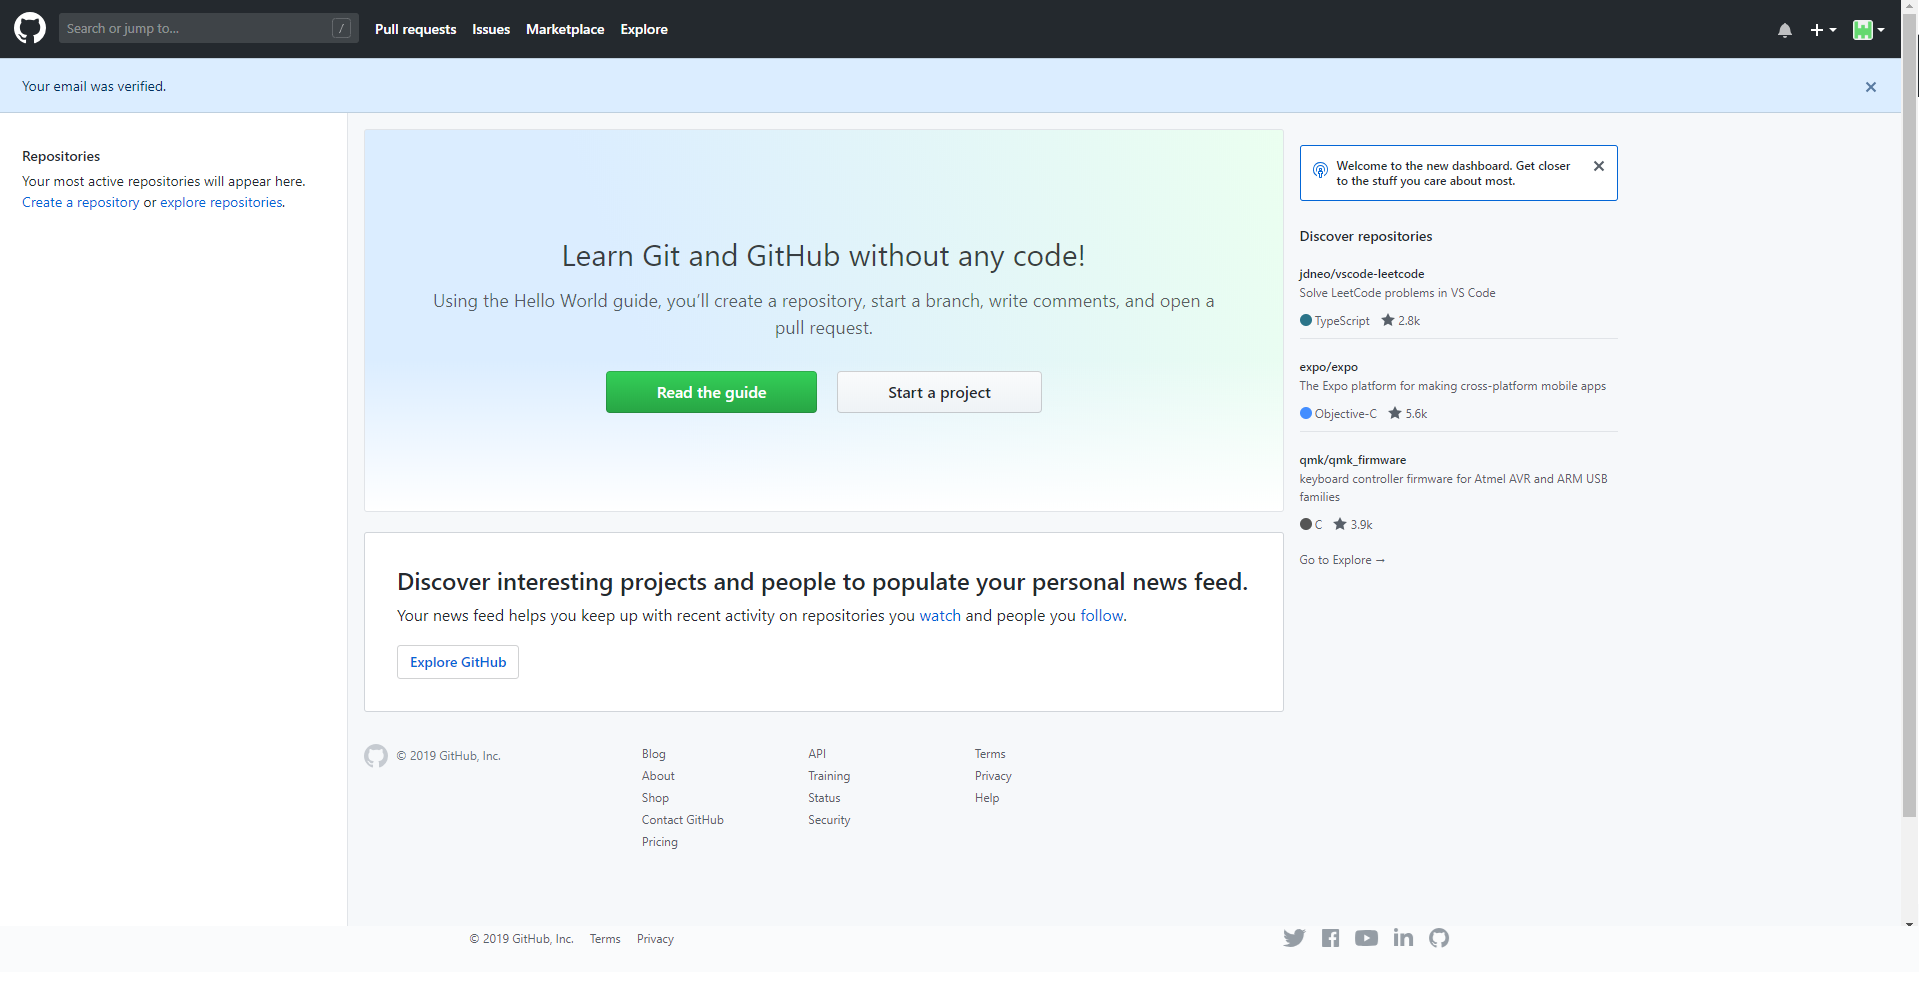 Search or jump to...
/
Pull requests
Issues
Marketplace
Explore
Your email was verified.
Repositories
Your most active repositories will appear here.
Create a repository or explore repositories.
Learn Git and GitHub without any code!
Using the Hello World guide, you’ll create a repository, start a branch, write comments, and open a
pull request.
Read the guide
Start a project
Discover interesting projects and people to populate your personal news feed.
Your news feed helps you keep up with recent activity on repositories you watch and people you follow.
Explore GitHub
Welcome to the new dashboard. Get closer
to the stuff you care about most.
Discover repositories
jdneo/vscode-leetcode
Solve LeetCode problems in VS Code
TypeScript 2.8k
expo/expo
The Expo platform for making cross-platform mobile apps
Objective-C 5.6k
qmk/qmk_firmware
keyboard controller firmware for Atmel AVR and ARM USB
families
C 3.9k
Go to Explore →
© 2019 GitHub, Inc.
Blog
About
Shop
Contact GitHub
Pricing
API
Training
Status
Security
Terms
Privacy
Help
© 2019 GitHub, Inc.
Terms
Privacy